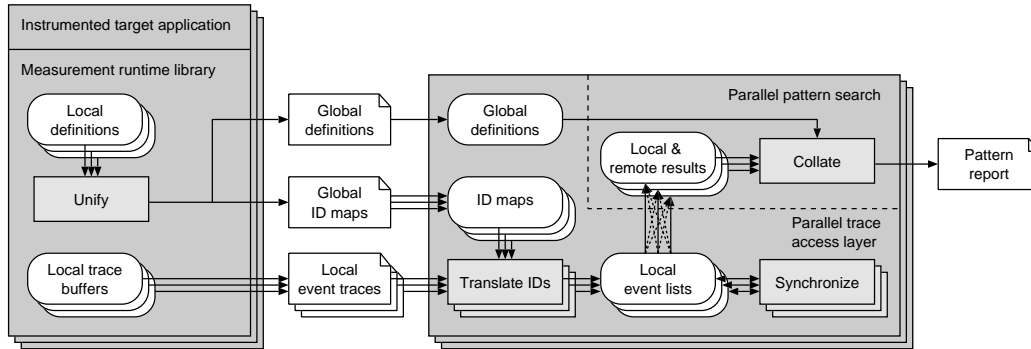 Instrumented target application
Measurement runtime library
Local
definitions
Unify
Local trace
buffers
Global
definitions
Global
ID maps
Local
event traces
Global
definitions
ID maps
Translate IDs
Parallel pattern search
Local &
remote results
Collate
Parallel trace
access layer
Local
event lists
Synchronize
Pattern
report